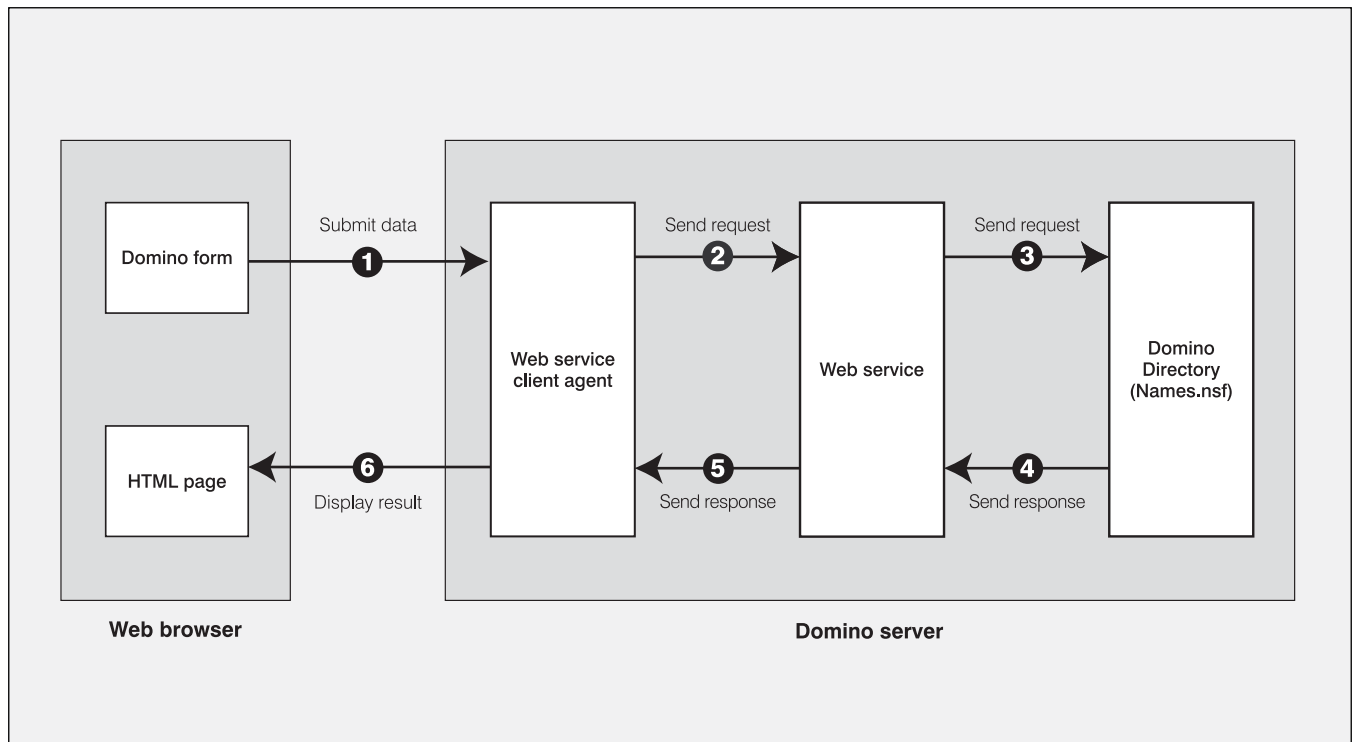 Submit data
Send request
Send request
Domino form
1
2
3
Web service
client agent
Web service
Domino
Directory
(Names.nsf)
HTML page
6
5
4
Display result
Send response
Send response
Web browser
Domino server